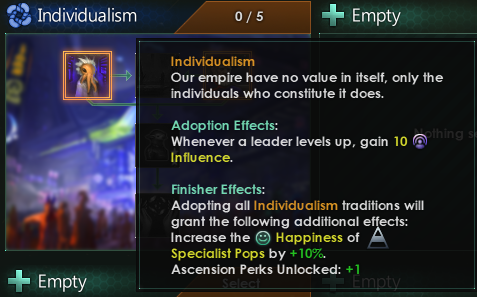 Individualism
0 / 5
Empty
Individualism
Our empire have no value in itself, only the
individuals who constitute it does.
Adoption Effects:
Whenever a leader levels up, gain 10
Influence.
Finisher Effects:
Adopting all Individualism traditions will
grant the following additional effects:
Increase the Happiness of
Specialist Pops by +10%.
Ascension Perks Unlocked: +1
Nothing se
Empty
Select
Empty